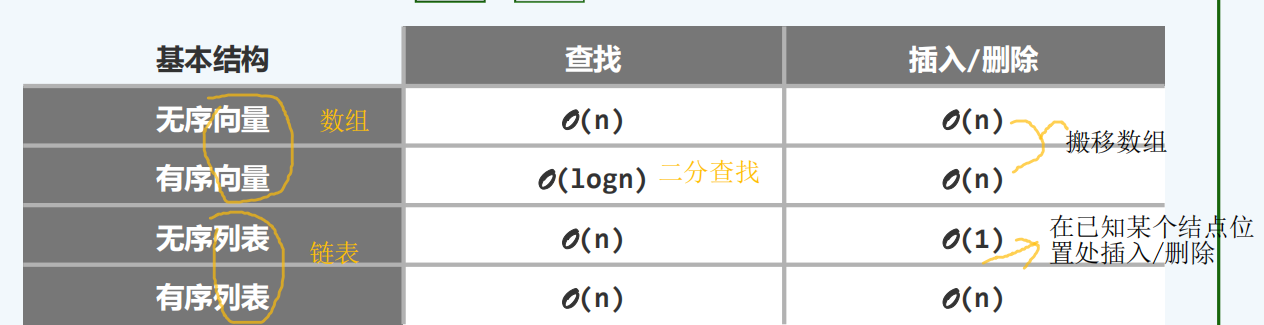 基本结构 查找 插入/删除
无序向量 数组 O(n) O(n)
搬移数组
有序向量 O(logn) 二分查找 O(n)
无序列表 链表 O(n) O(1) 在已知某个结点位
置处插入/删除
有序列表 O(n) O(n)